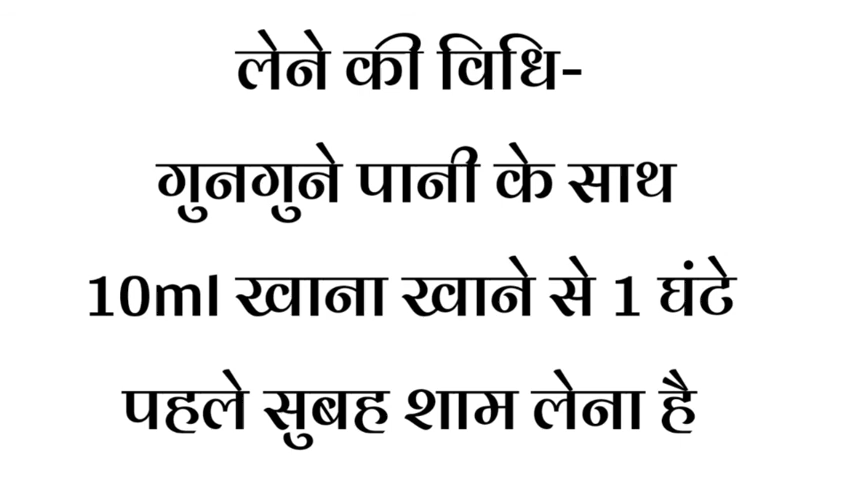 लेने की विधि-
गुनगुने पानी के साथ
10ml खाना खाने से 1 घंटे
पहले सुबह शाम लेना है